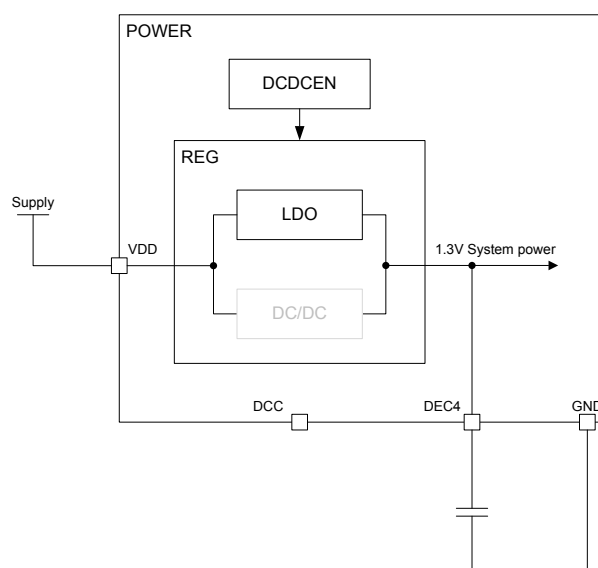 POWER
DCDCEN
REG
Supply
LDO
VDD
1.3V System power
DC/DC
DCC
DEC4
GND